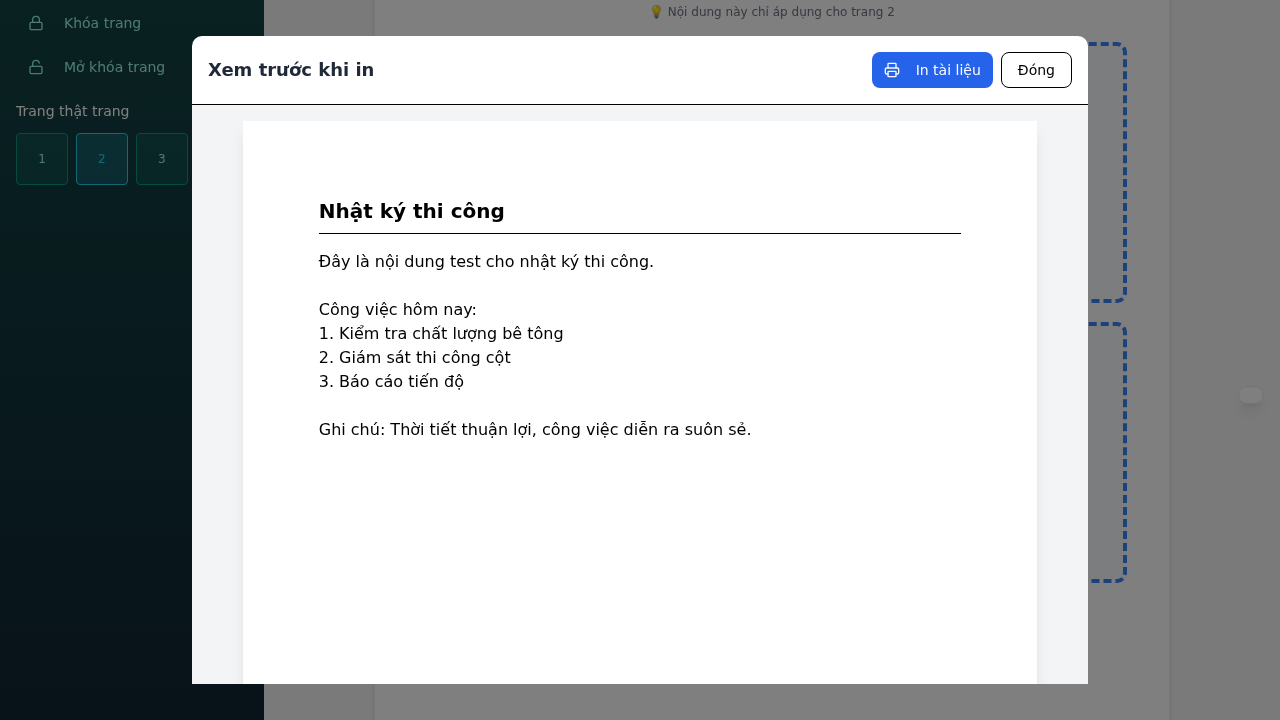 Khóa trang
Mở khóa trang
Trang thật trang
1
2
3
💡 Nội dung này chỉ áp dụng cho trang 2
Xem trước khi in
In tài liệu
Đóng
Nhật ký thi công
Đây là nội dung test cho nhật ký thi công.
Công việc hôm nay:
1. Kiểm tra chất lượng bê tông
2. Giám sát thi công cột
3. Báo cáo tiến độ
Ghi chú: Thời tiết thuận lợi, công việc diễn ra suôn sẻ.